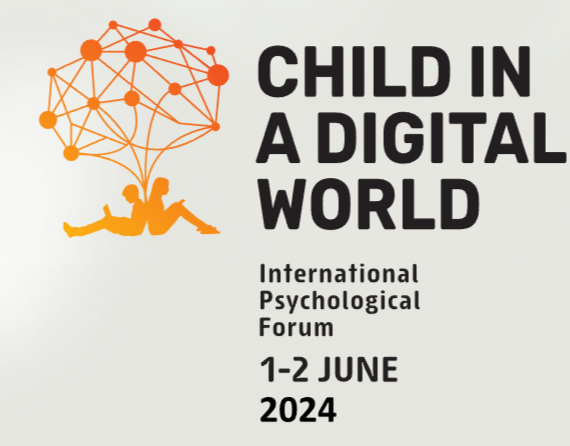 CHILD IN
A DIGITAL
WORLD
International
Psychological
Forum
1-2 JUNE
2024